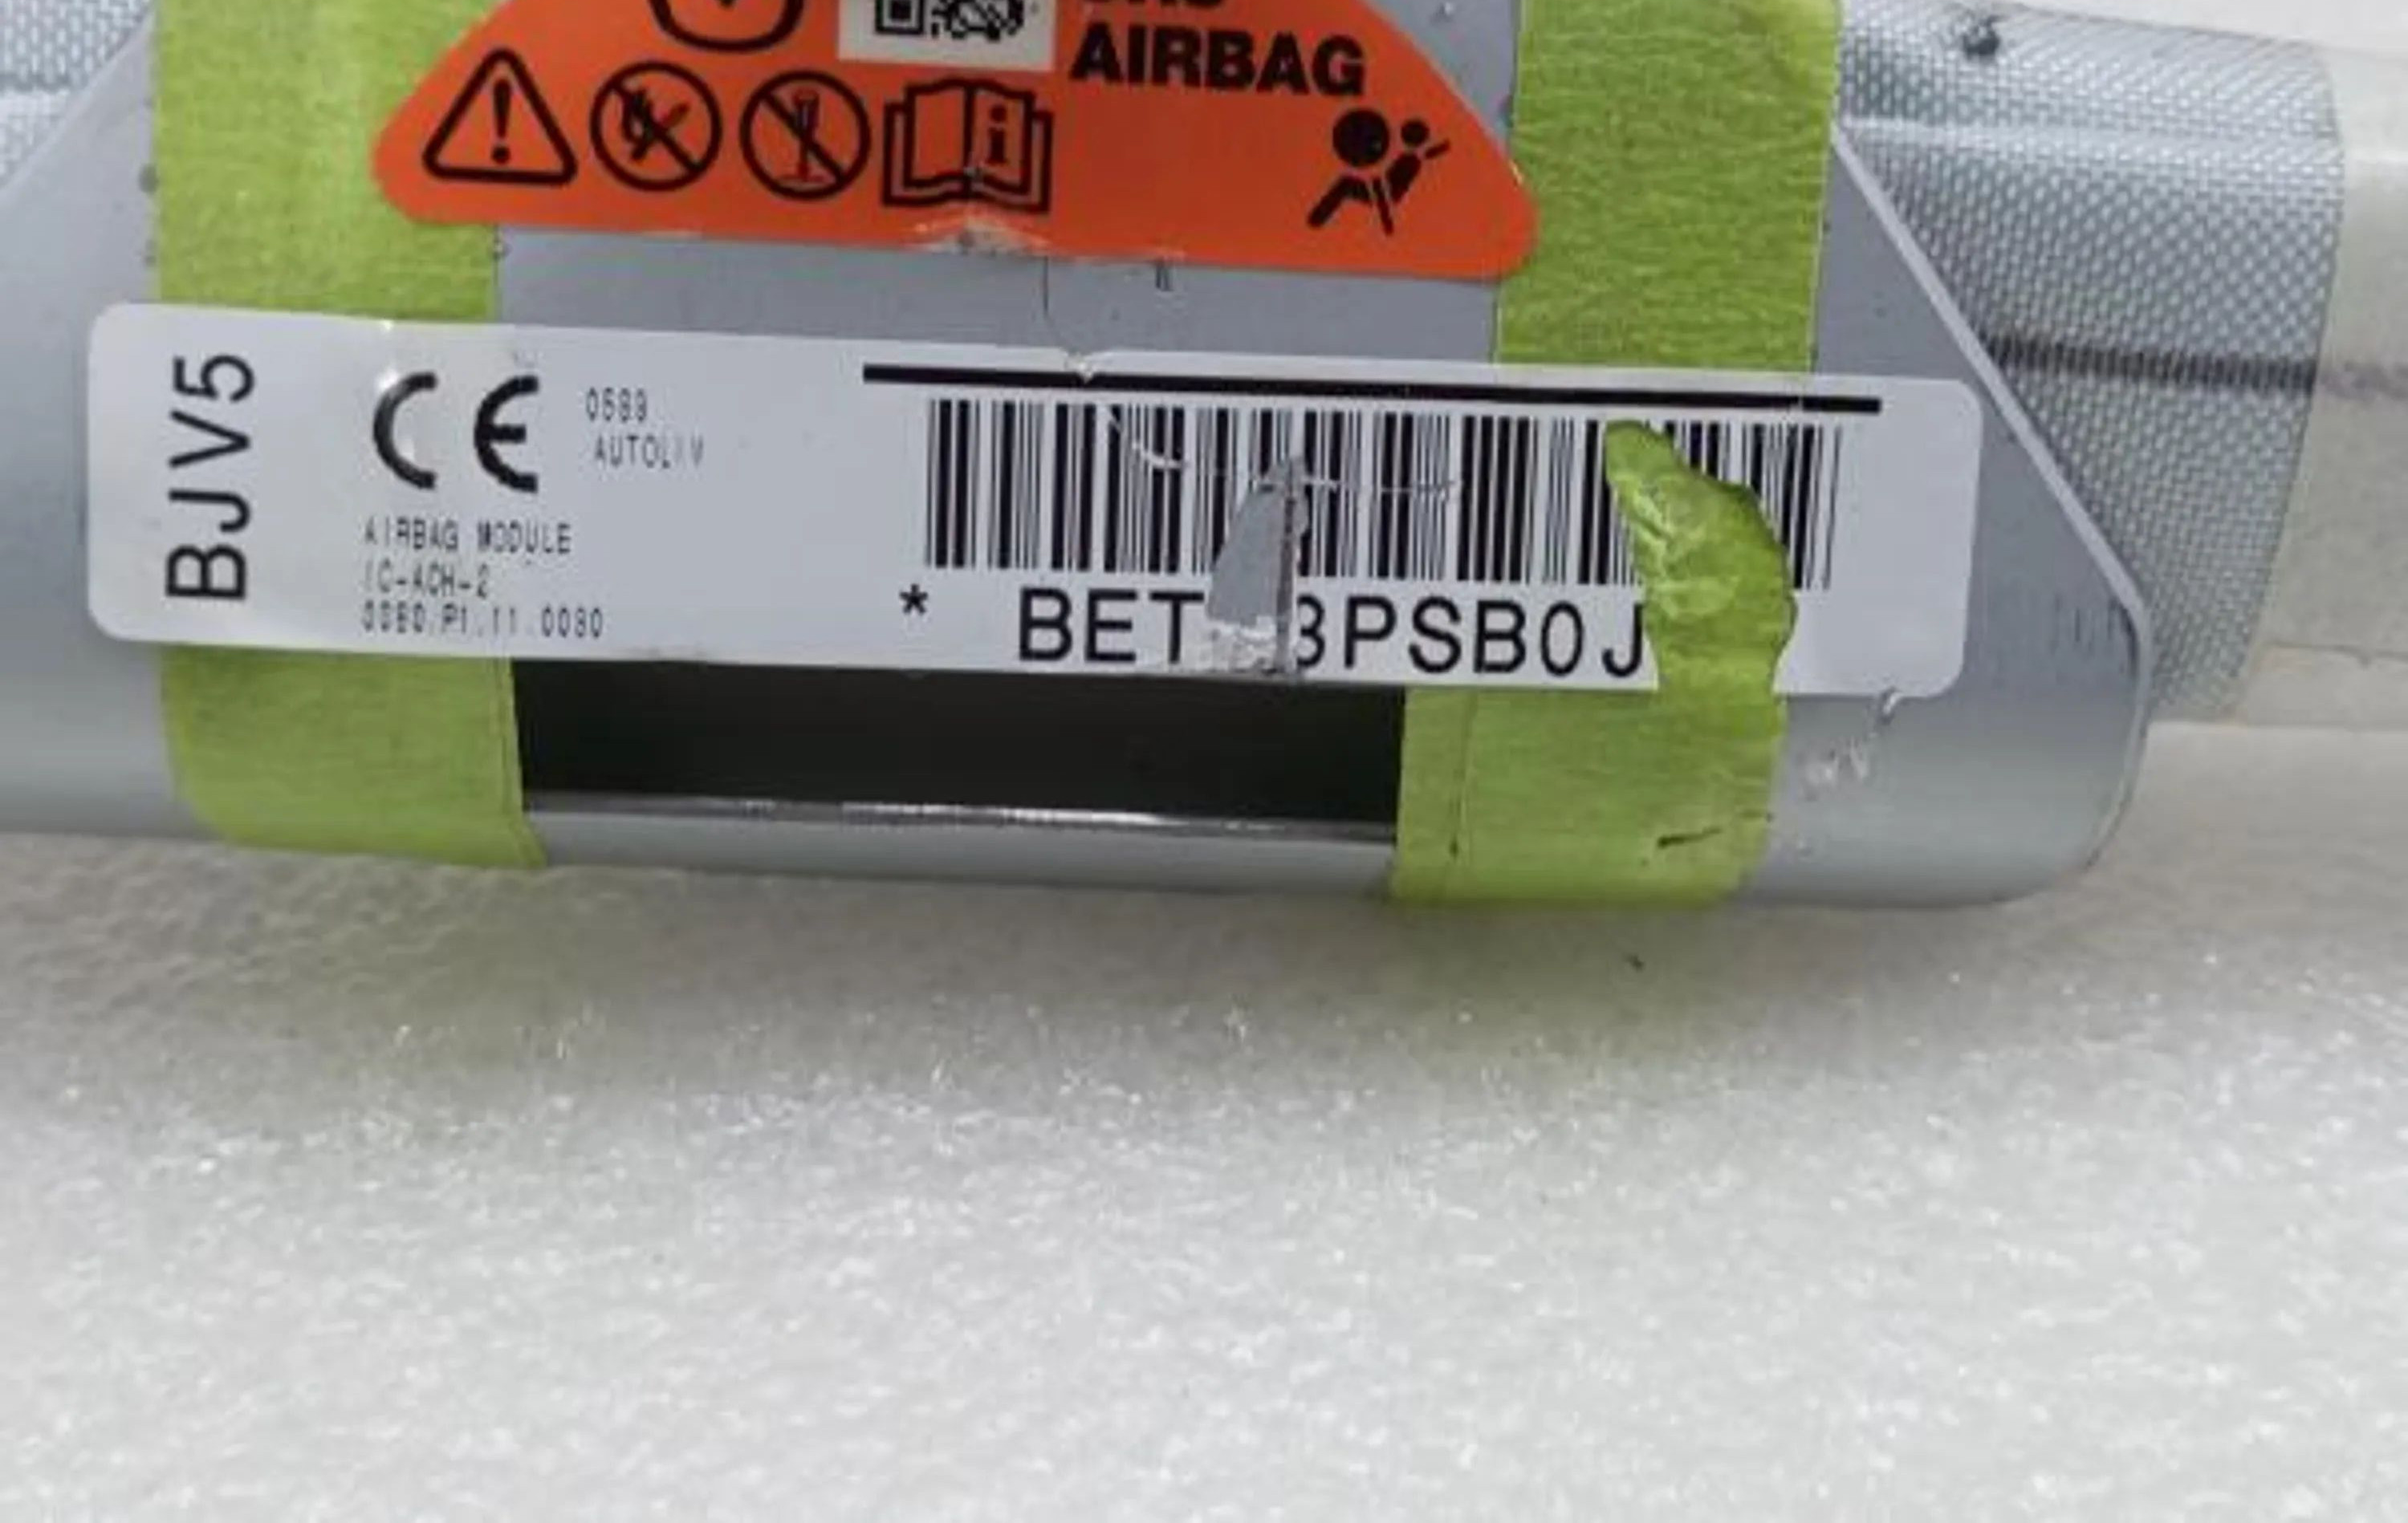 AIRBAG
BJV5
CE
0589
AUTOLIV
AIRBAG MODULE
IC-ACH-2
0080.P1.11.0080
* BET 3PSB0J